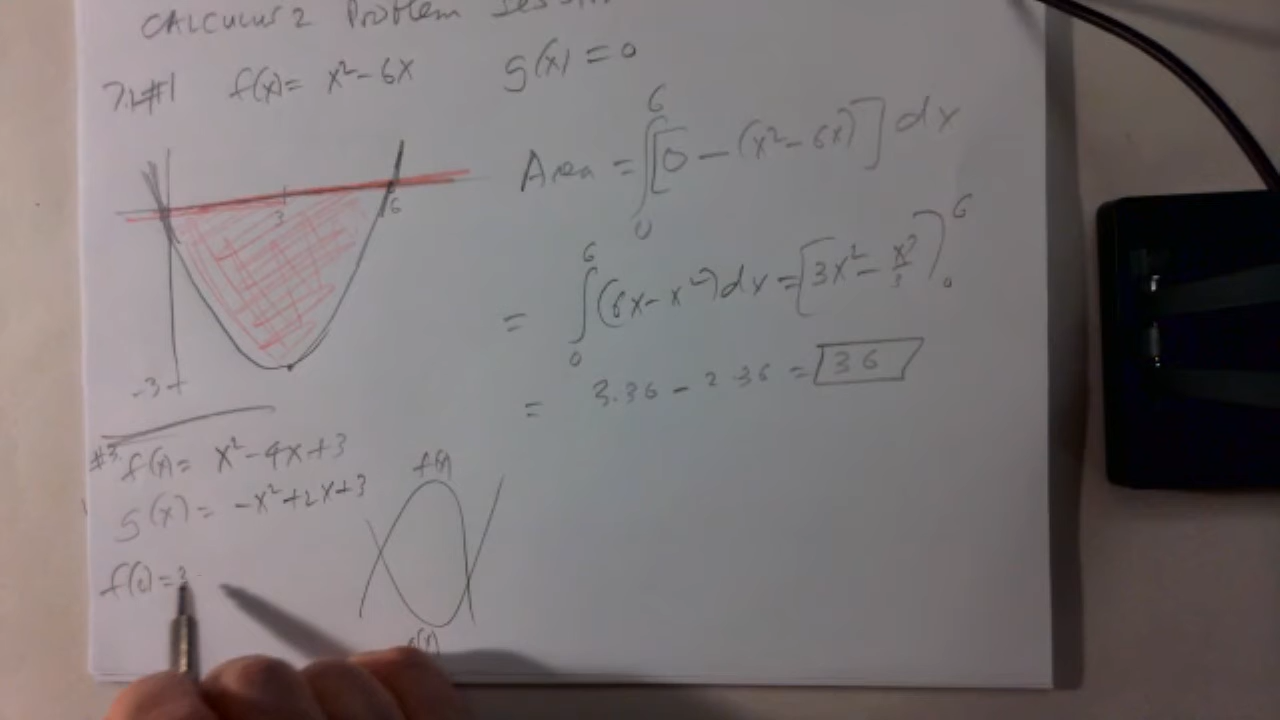 CALCULUS 2 Problem
7.1#1 f(x) = x² - 6x g(x) = 0
Area = ∫₀⁶ [0 - (x² - 6x)] dx
3 6
= ∫₀⁶ (6x - x²) dx = [3x² - x³/3]₀⁶
-3
= 3·36 - 2·36 = 36
#3. f(x) = x² - 4x + 3
f(x)
g(x) = -x² + 2x + 3
f(0) = 3
g(x)